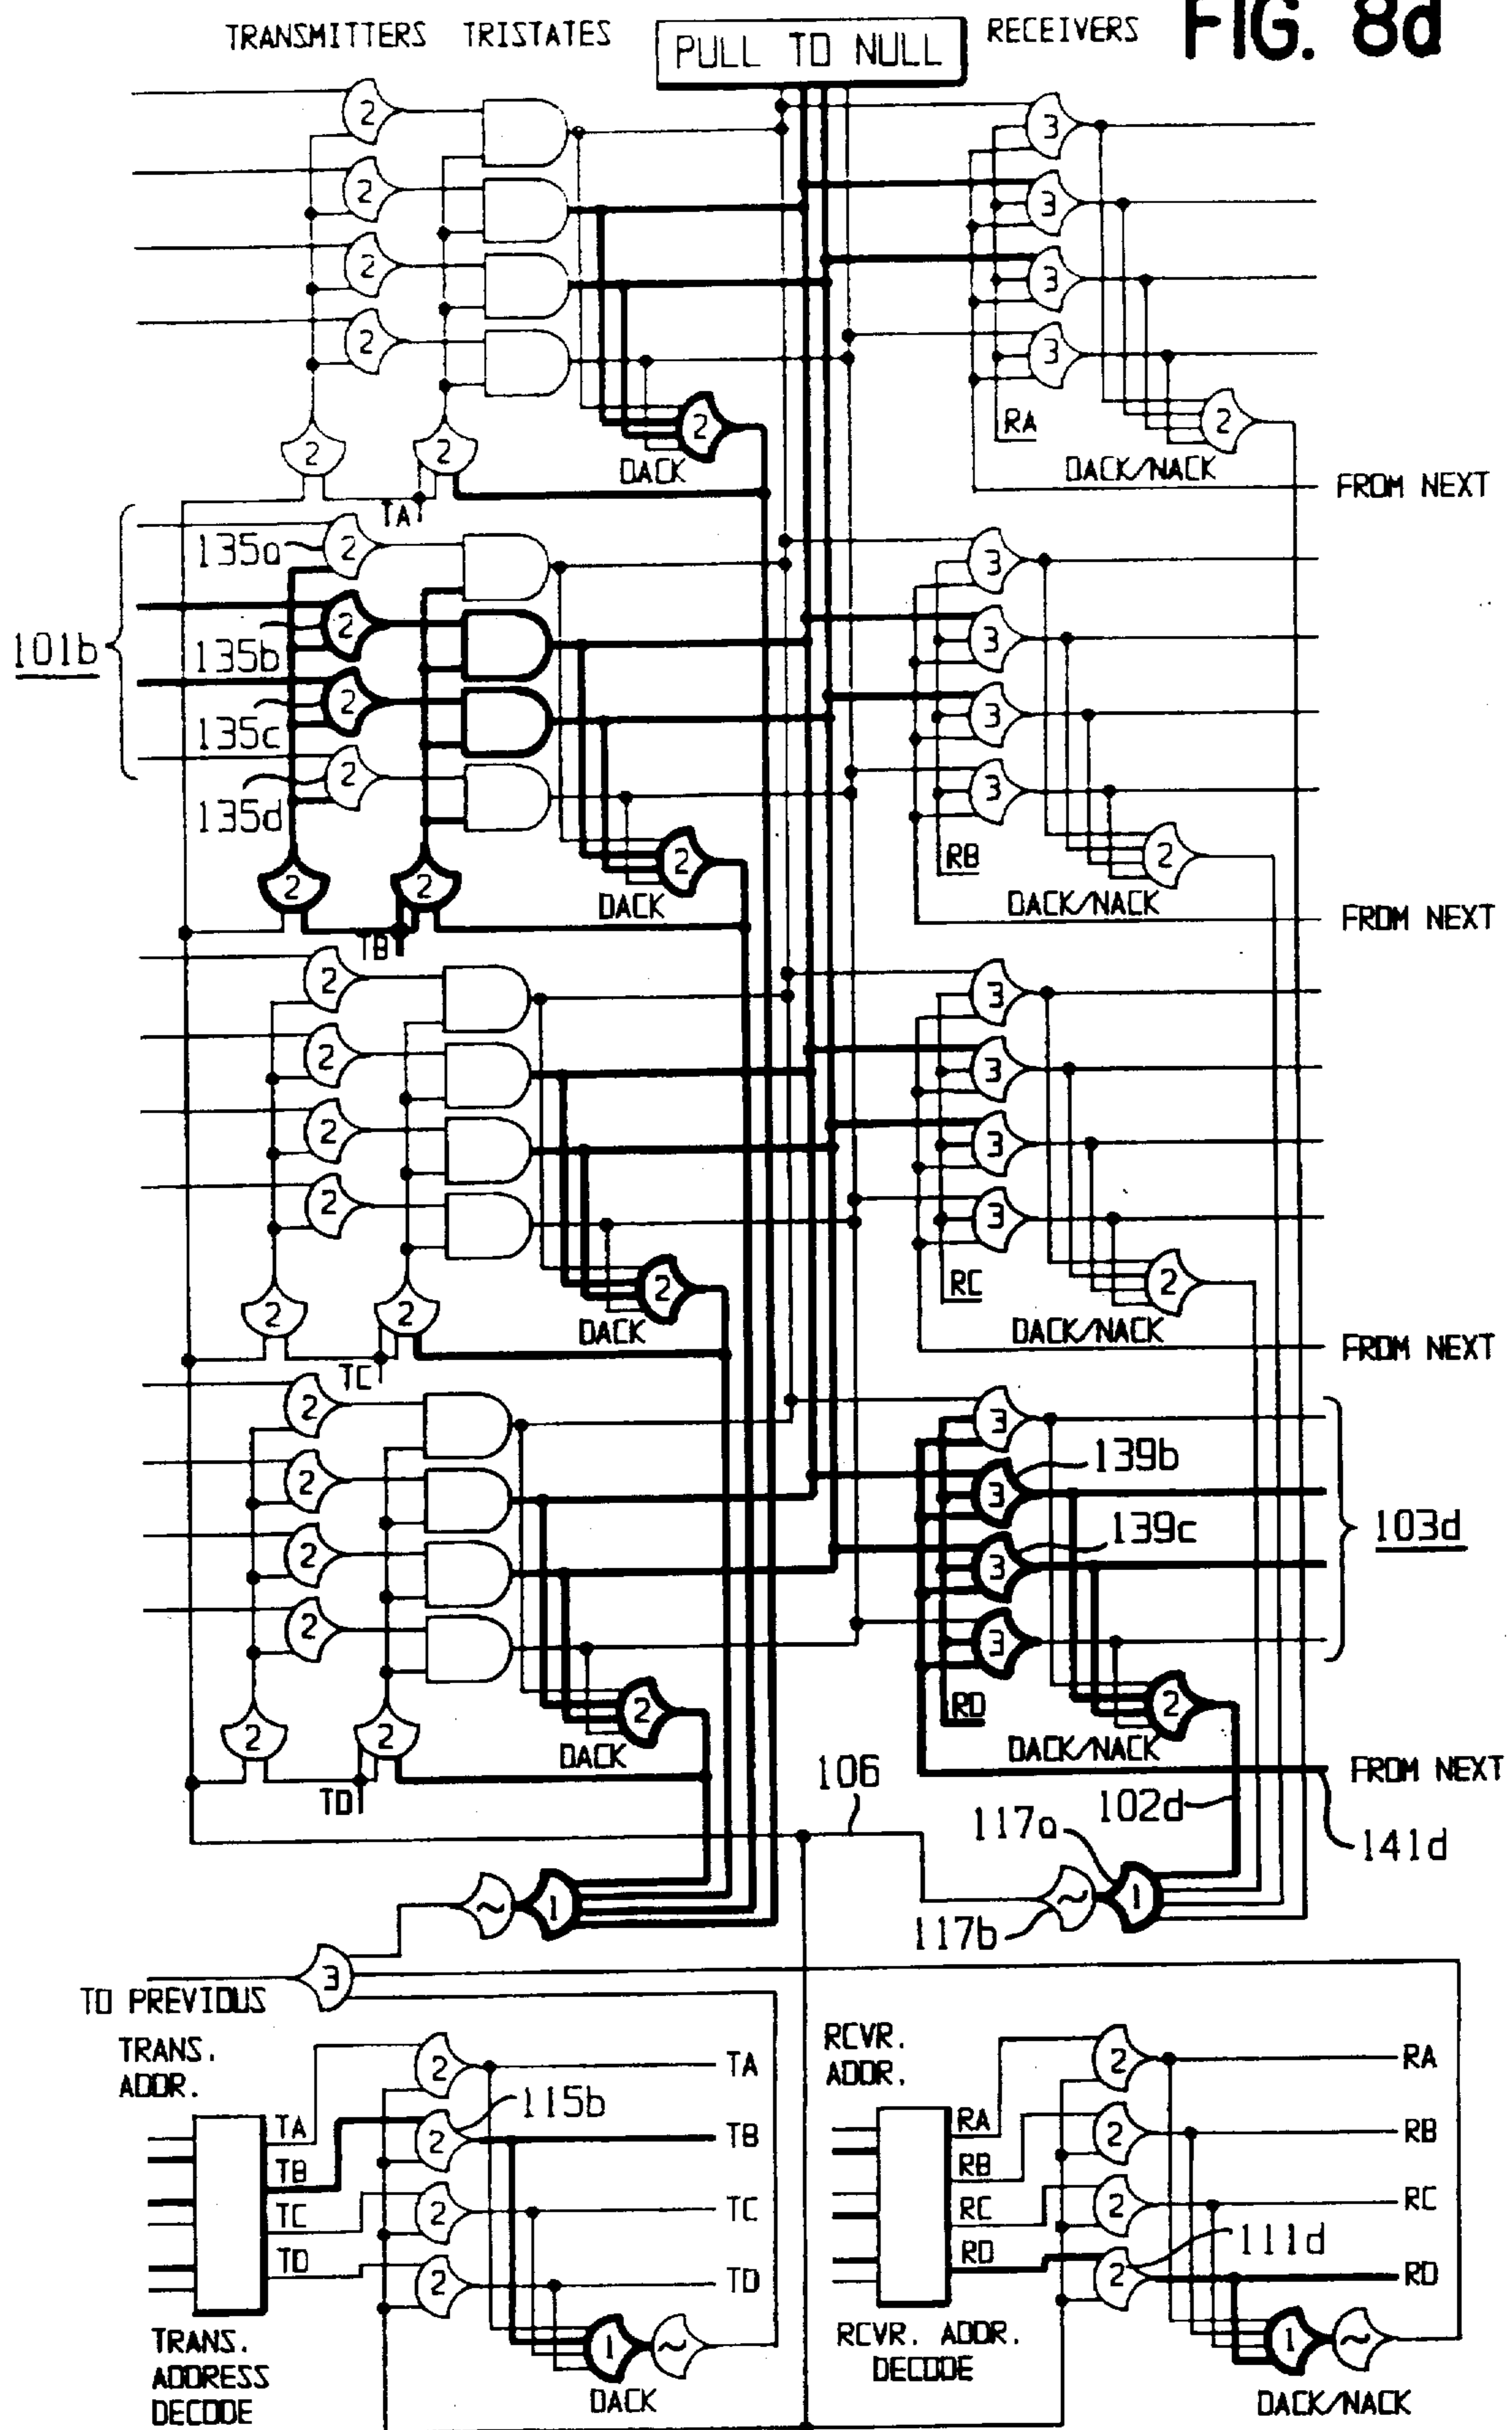 FIG. 8d
TRANSMITTERS TRISTATES
PULL TO NULL
RECEIVERS
2
3
2
3
2
3
2
3
2
2
2
2
RA
DACK
DACK/NACK
FROM NEXT
TA
101b
135a
2
3
135b
2
3
135c
2
3
135d
2
3
2
2
2
2
RB
DACK
DACK/NACK
FROM NEXT
TB
2
3
2
3
2
3
2
3
2
2
2
2
RC
DACK
DACK/NACK
FROM NEXT
TC
2
3
139b
2
3
139c
103d
2
3
2
3
2
2
2
2
RD
DACK
DACK/NACK
FROM NEXT
TD
106
102d
117a
141d
~
1
~
1
117b
3
TO PREVIOUS
TRANS.
ADDR.
TA
TB
TC
TD
2
2
2
2
115b
TA
TB
TC
TD
1
~
DACK
TRANS.
ADDRESS
DECODE
RCVR.
ADDR.
RA
RB
RC
RD
2
2
2
2
111d
RA
RB
RC
RD
1
~
DACK/NACK
RCVR. ADDR.
DECODE